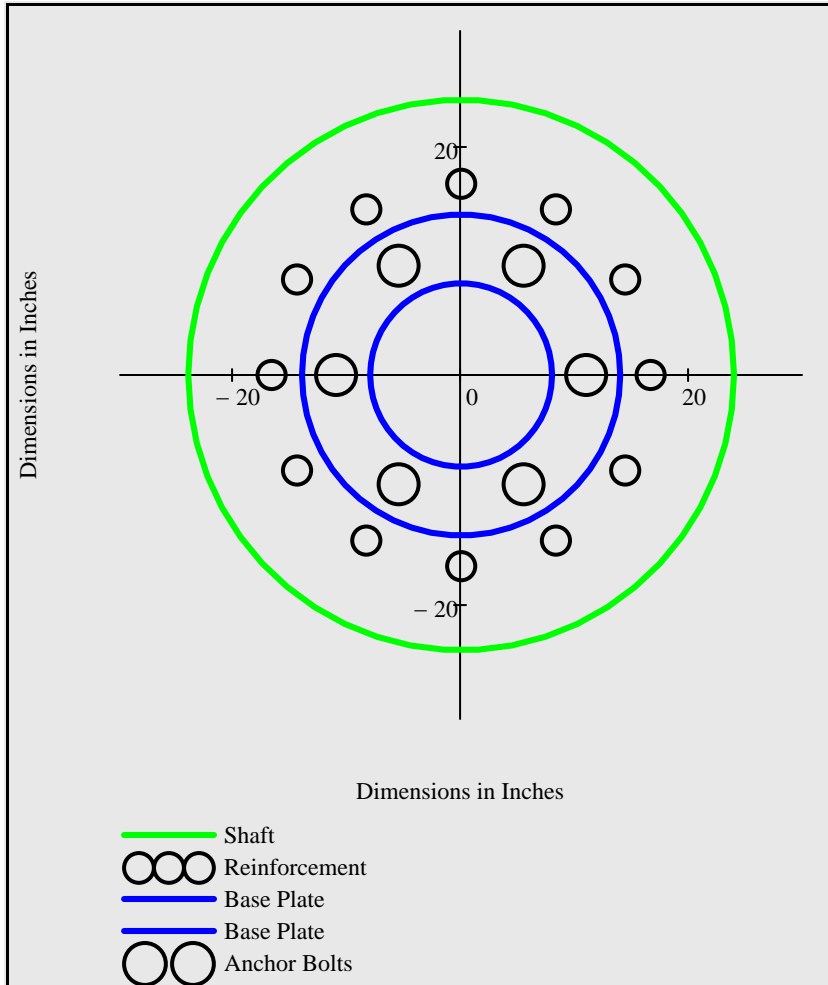 20
Dimensions in Inches
– 20
0
20
– 20
Dimensions in Inches
Shaft
Reinforcement
Base Plate
Base Plate
Anchor Bolts